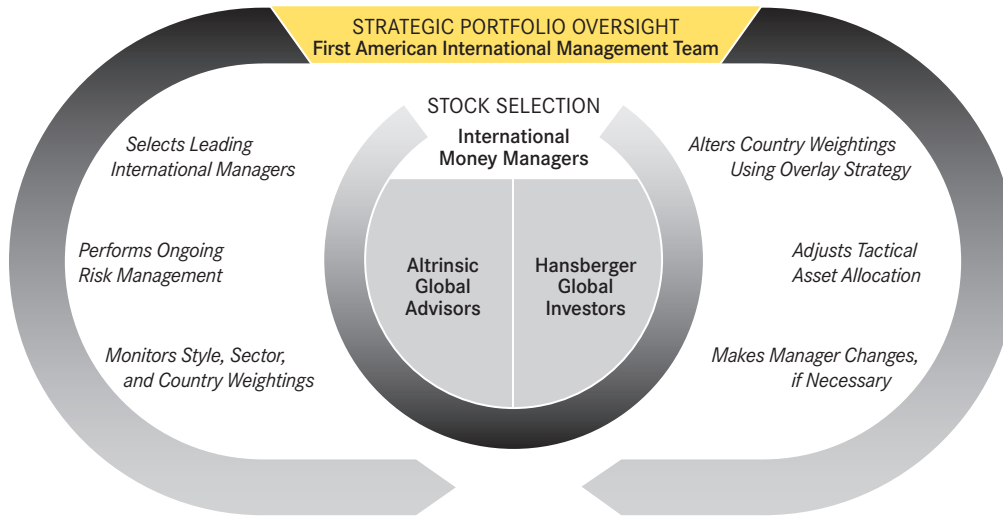 STRATEGIC PORTFOLIO OVERSIGHT
First American International Management Team
STOCK SELECTION
International
Money Managers
Selects Leading
International Managers
Performs Ongoing
Risk Management
Monitors Style, Sector,
and Country Weightings
Altrinsic
Global
Advisors
Hansberger
Global
Investors
Alters Country Weightings
Using Overlay Strategy
Adjusts Tactical
Asset Allocation
Makes Manager Changes,
if Necessary